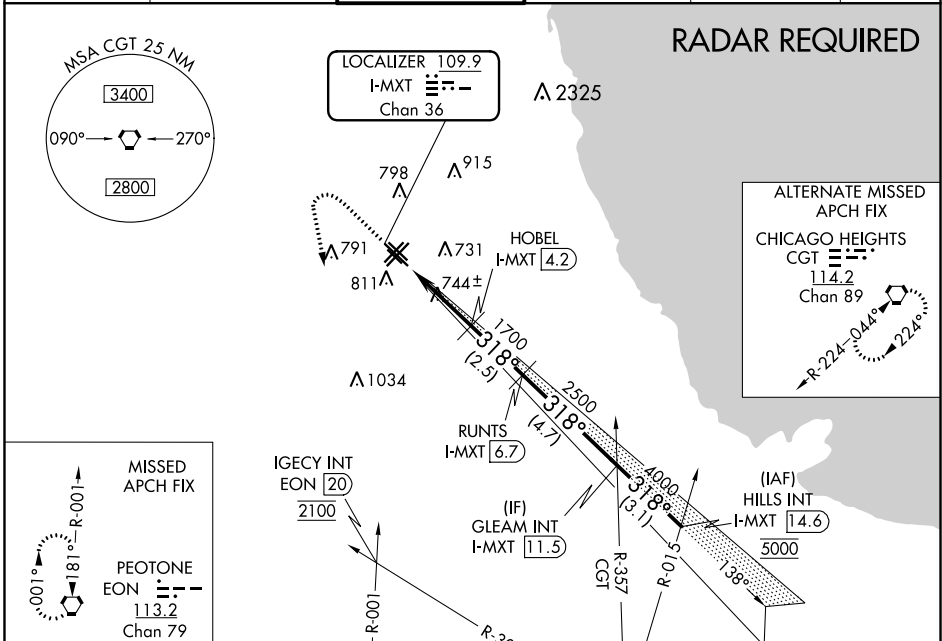 RADAR REQUIRED
MSA CGT 25 NM
3400
090°
270°
2800
LOCALIZER 109.9
I-MXT
Chan 36
2325
915
798
791
731
811
744±
1034
HOBEL
I-MXT 4.2
1700
318°
(2.5)
2500
318°
(4.7)
RUNTS
I-MXT 6.7
4000
318°
(3.1)
(IF)
GLEAM INT
I-MXT 11.5
(IAF)
HILLS INT
I-MXT 14.6
5000
138°
R-357
CGT
R-015
ALTERNATE MISSED
APCH FIX
CHICAGO HEIGHTS
CGT
114.2
Chan 89
R-224
044°
224°
IGECY INT
EON 20
2100
R-001
MISSED
APCH FIX
R-001
181°
001°
PEOTONE
EON
113.2
Chan 79